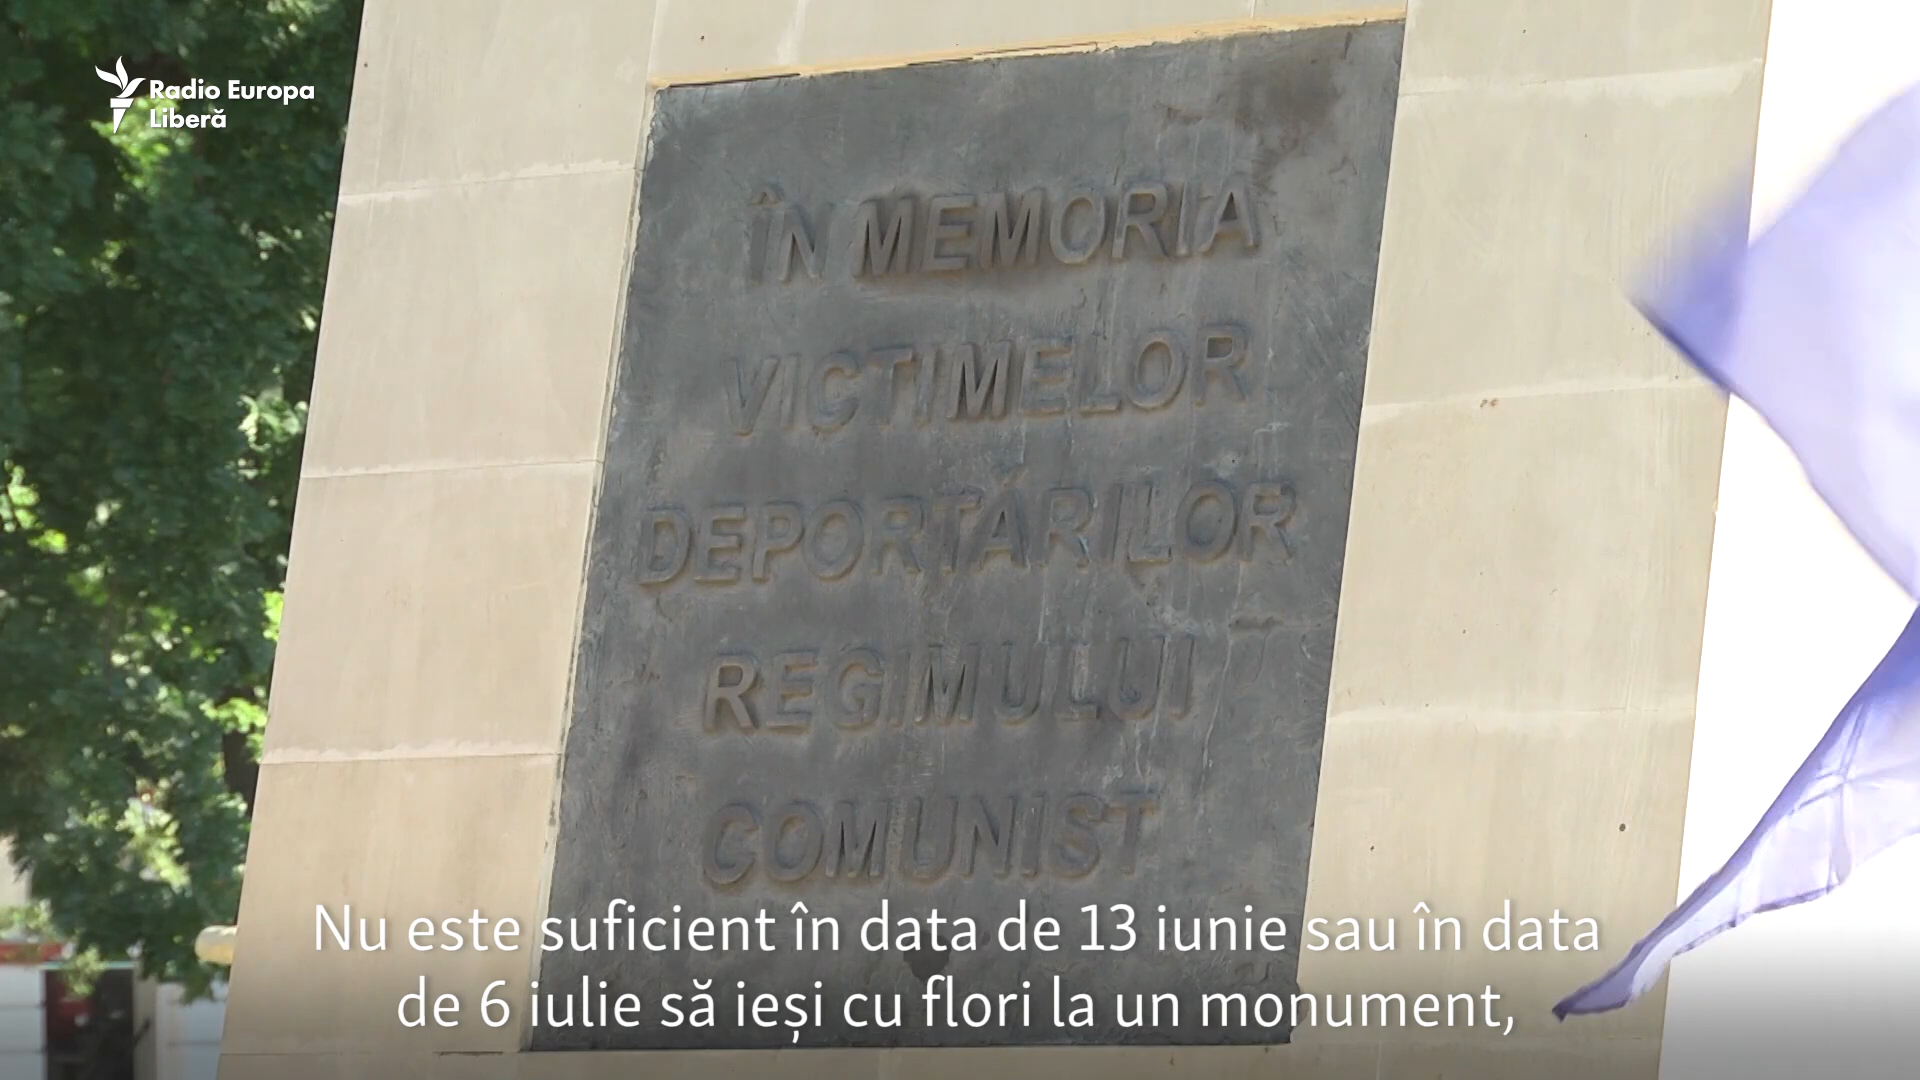 Radio Europa
Liberă
ÎN MEMORIA
VICTIMELOR
DEPORTĂRILOR
REGIMULUI
COMUNIST
Nu este suficient în data de 13 iunie sau în data
de 6 iulie să ieși cu flori la un monument,